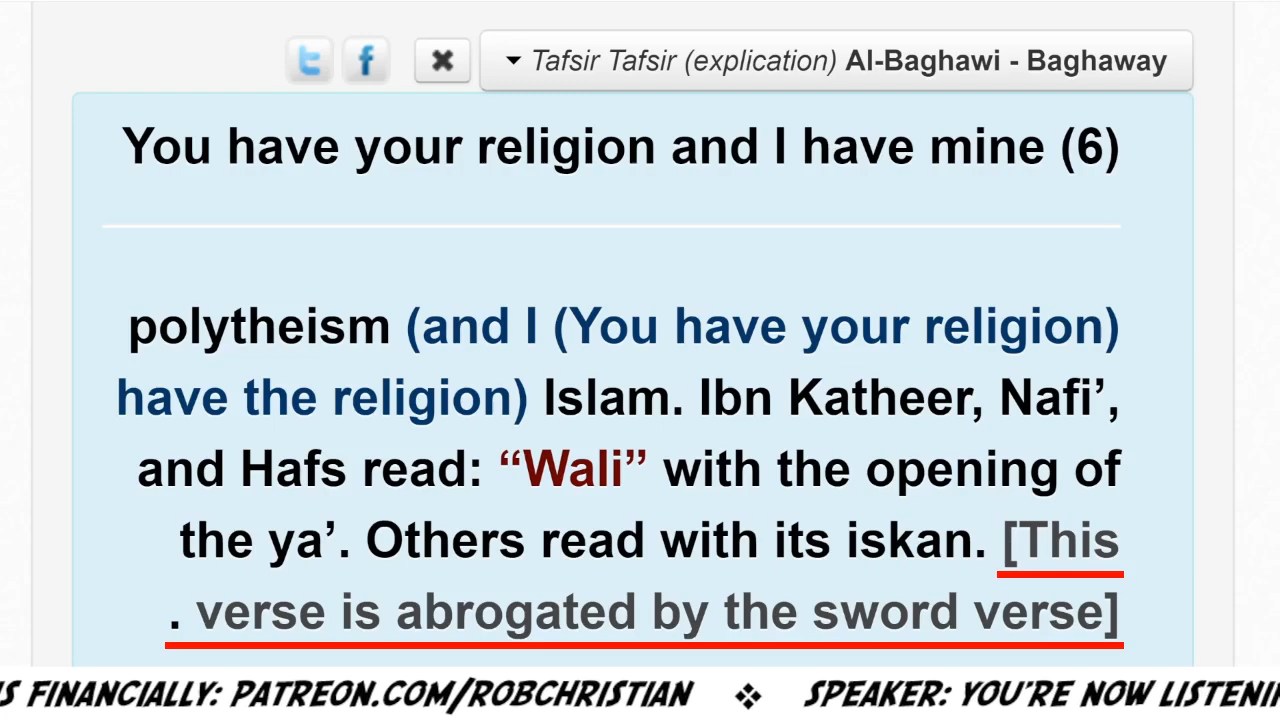 Tafsir Tafsir (explication) Al-Baghawi - Baghaway
You have your religion and I have mine (6)
polytheism (and I (You have your religion)
have the religion) Islam. Ibn Katheer, Nafi’,
and Hafs read: “Wali” with the opening of
the ya’. Others read with its iskan. [This
. verse is abrogated by the sword verse]
S FINANCIALLY: PATREON.COM/ROBCHRISTIAN ❖ SPEAKER: YOU’RE NOW LISTENIN